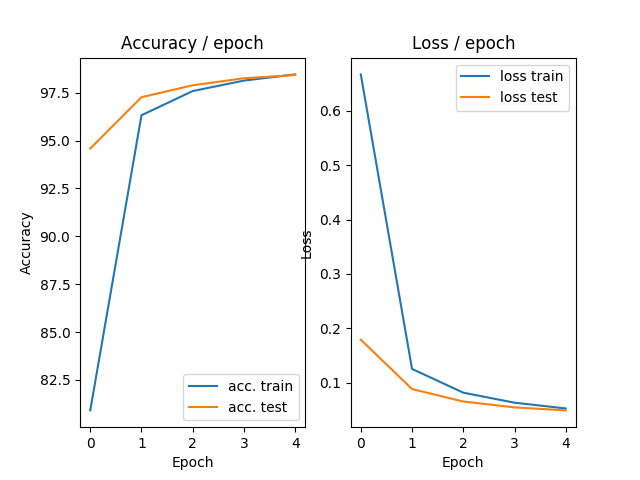 Accuracy / epoch
Accuracy
97.5
95.0
92.5
90.0
87.5
85.0
82.5
0 1 2 3 4
Epoch
acc. train
acc. test
Loss / epoch
Loss
0.6
0.5
0.4
0.3
0.2
0.1
0 1 2 3 4
Epoch
loss train
loss test